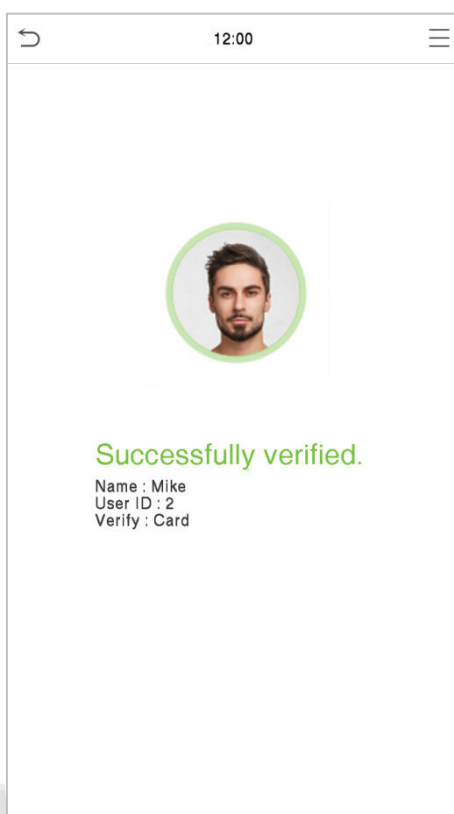 12:00
Successfully verified.
Name : Mike
User ID : 2
Verify : Card